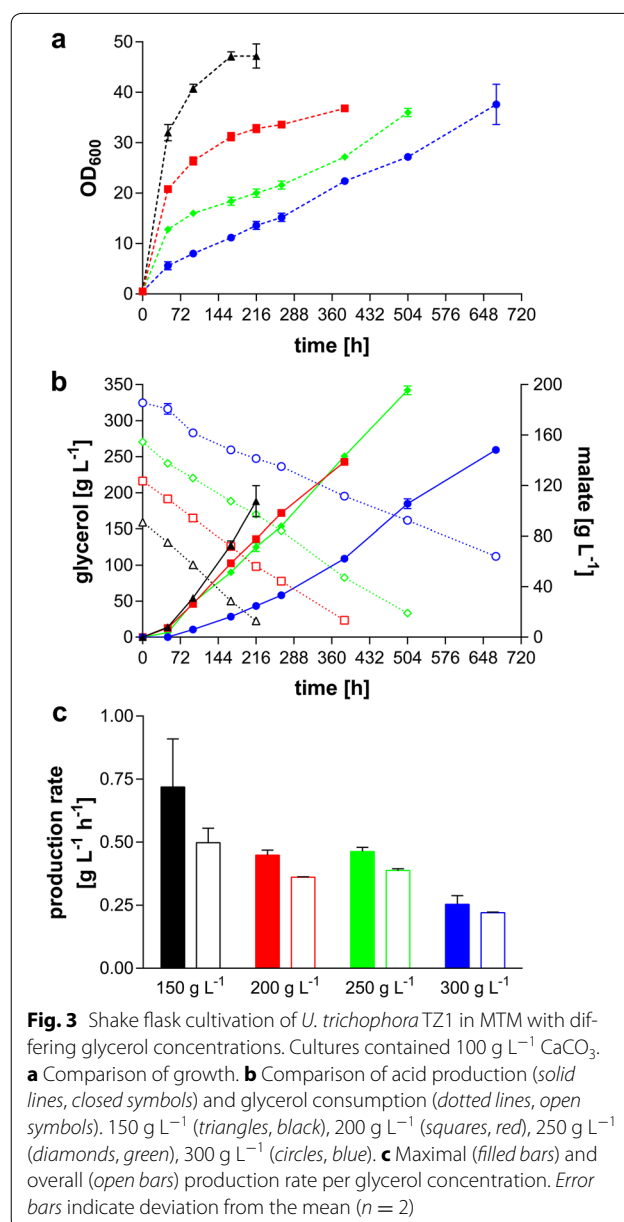 a
50
40
30
20
10
0
OD600
0 72 144 216 288 360 432 504 576 648 720
time [h]
b
350
300
250
200
150
100
50
0
glycerol [g L−1]
200
160
120
80
40
0
malate [g L−1]
0 72 144 216 288 360 432 504 576 648 720
time [h]
c
1.00
0.75
0.50
0.25
0.00
production rate
[g L−1 h−1]
150 g L−1 200 g L−1 250 g L−1 300 g L−1
Fig. 3 Shake flask cultivation of U. trichophora TZ1 in MTM with dif-
fering glycerol concentrations. Cultures contained 100 g L−1 CaCO3.
a Comparison of growth. b Comparison of acid production (solid
lines, closed symbols) and glycerol consumption (dotted lines, open
symbols). 150 g L−1 (triangles, black), 200 g L−1 (squares, red), 250 g L−1
(diamonds, green), 300 g L−1 (circles, blue). c Maximal (filled bars) and
overall (open bars) production rate per glycerol concentration. Error
bars indicate deviation from the mean (n = 2)